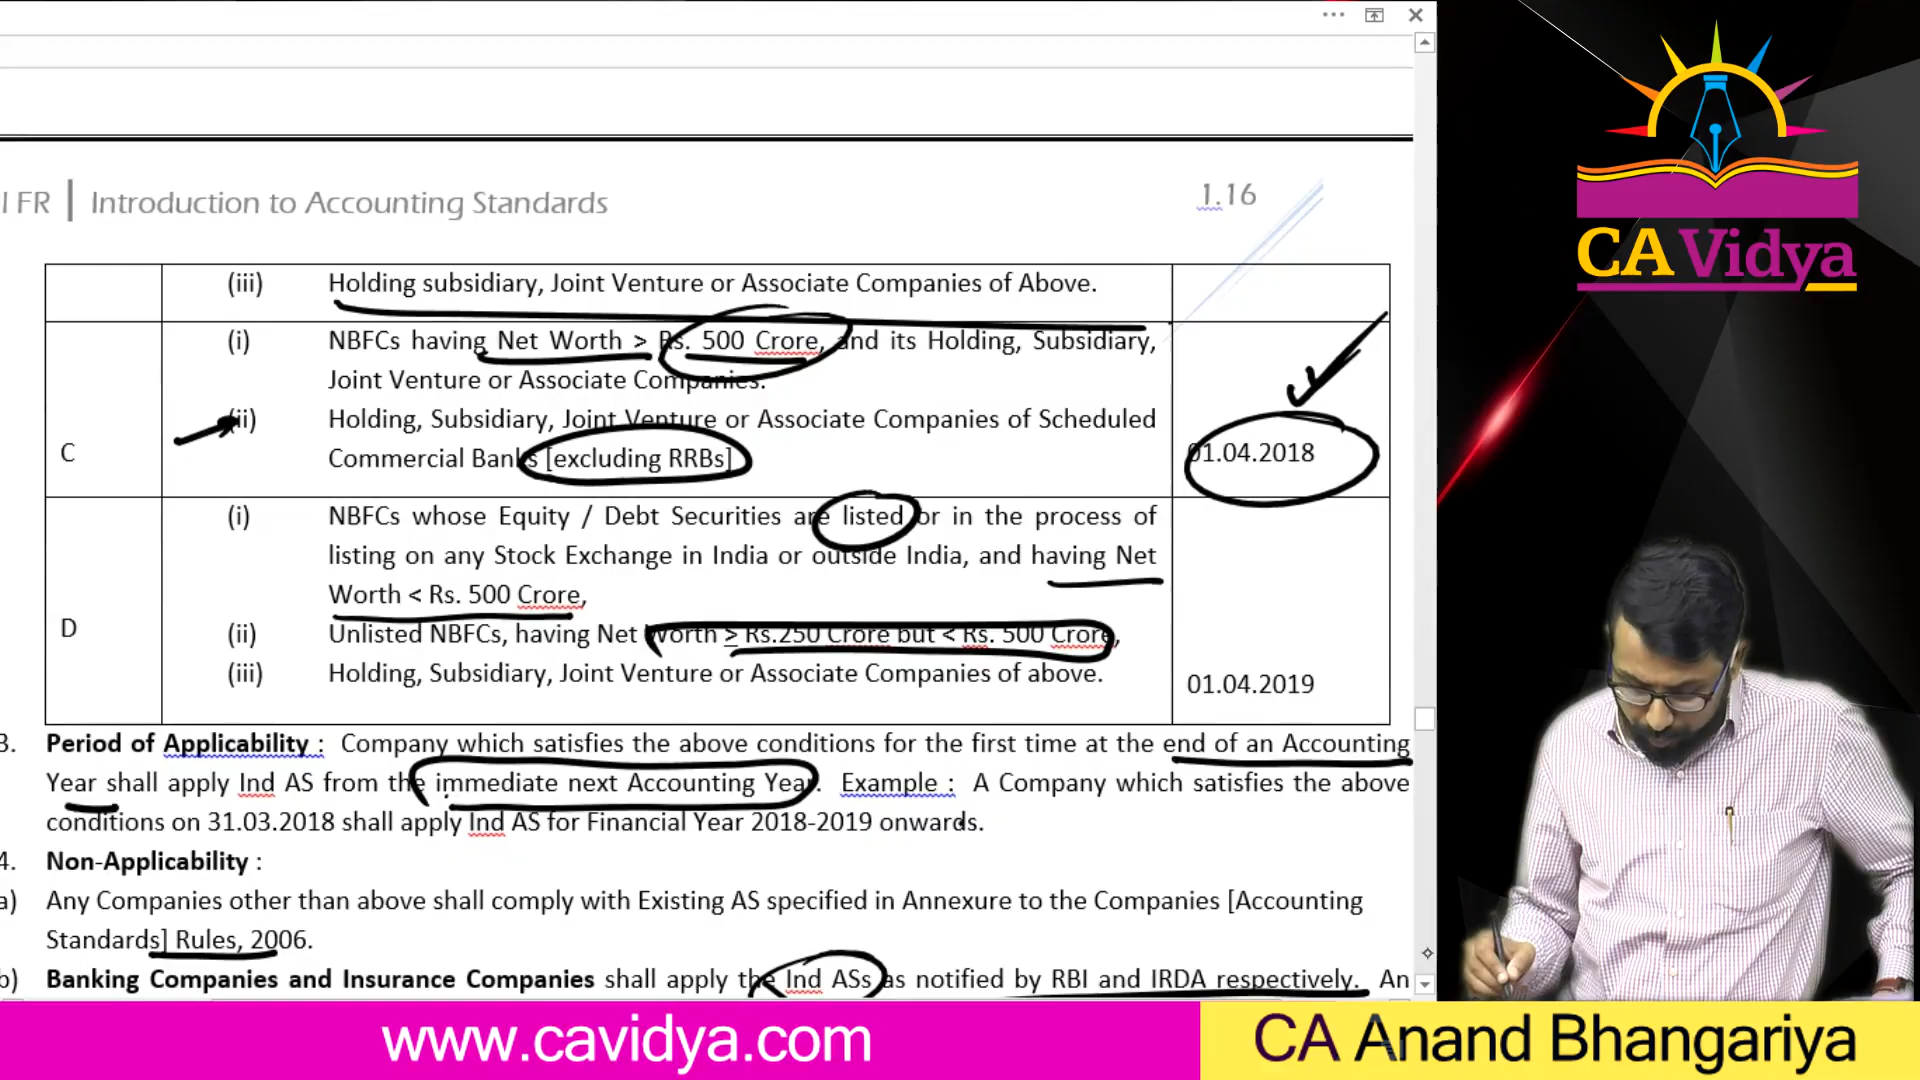 l FR | Introduction to Accounting Standards 1.16
(iii) Holding subsidiary, Joint Venture or Associate Companies of Above.
(i) NBFCs having Net Worth > Rs. 500 Crore, and its Holding, Subsidiary,
Joint Venture or Associate Companies.
(ii) Holding, Subsidiary, Joint Venture or Associate Companies of Scheduled
C Commercial Banks [excluding RRBs] 01.04.2018
(i) NBFCs whose Equity / Debt Securities are listed or in the process of
listing on any Stock Exchange in India or outside India, and having Net
Worth < Rs. 500 Crore,
D (ii) Unlisted NBFCs, having Net Worth ≥ Rs.250 Crore but < Rs. 500 Crore,
(iii) Holding, Subsidiary, Joint Venture or Associate Companies of above. 01.04.2019
3. Period of Applicability : Company which satisfies the above conditions for the first time at the end of an Accounting
Year shall apply Ind AS from the immediate next Accounting Year. Example : A Company which satisfies the above
conditions on 31.03.2018 shall apply Ind AS for Financial Year 2018-2019 onwards.
4. Non-Applicability :
a) Any Companies other than above shall comply with Existing AS specified in Annexure to the Companies [Accounting
Standards] Rules, 2006.
b) Banking Companies and Insurance Companies shall apply the Ind ASs as notified by RBI and IRDA respectively. An
CA Vidya
www.cavidya.com
CA Anand Bhangariya